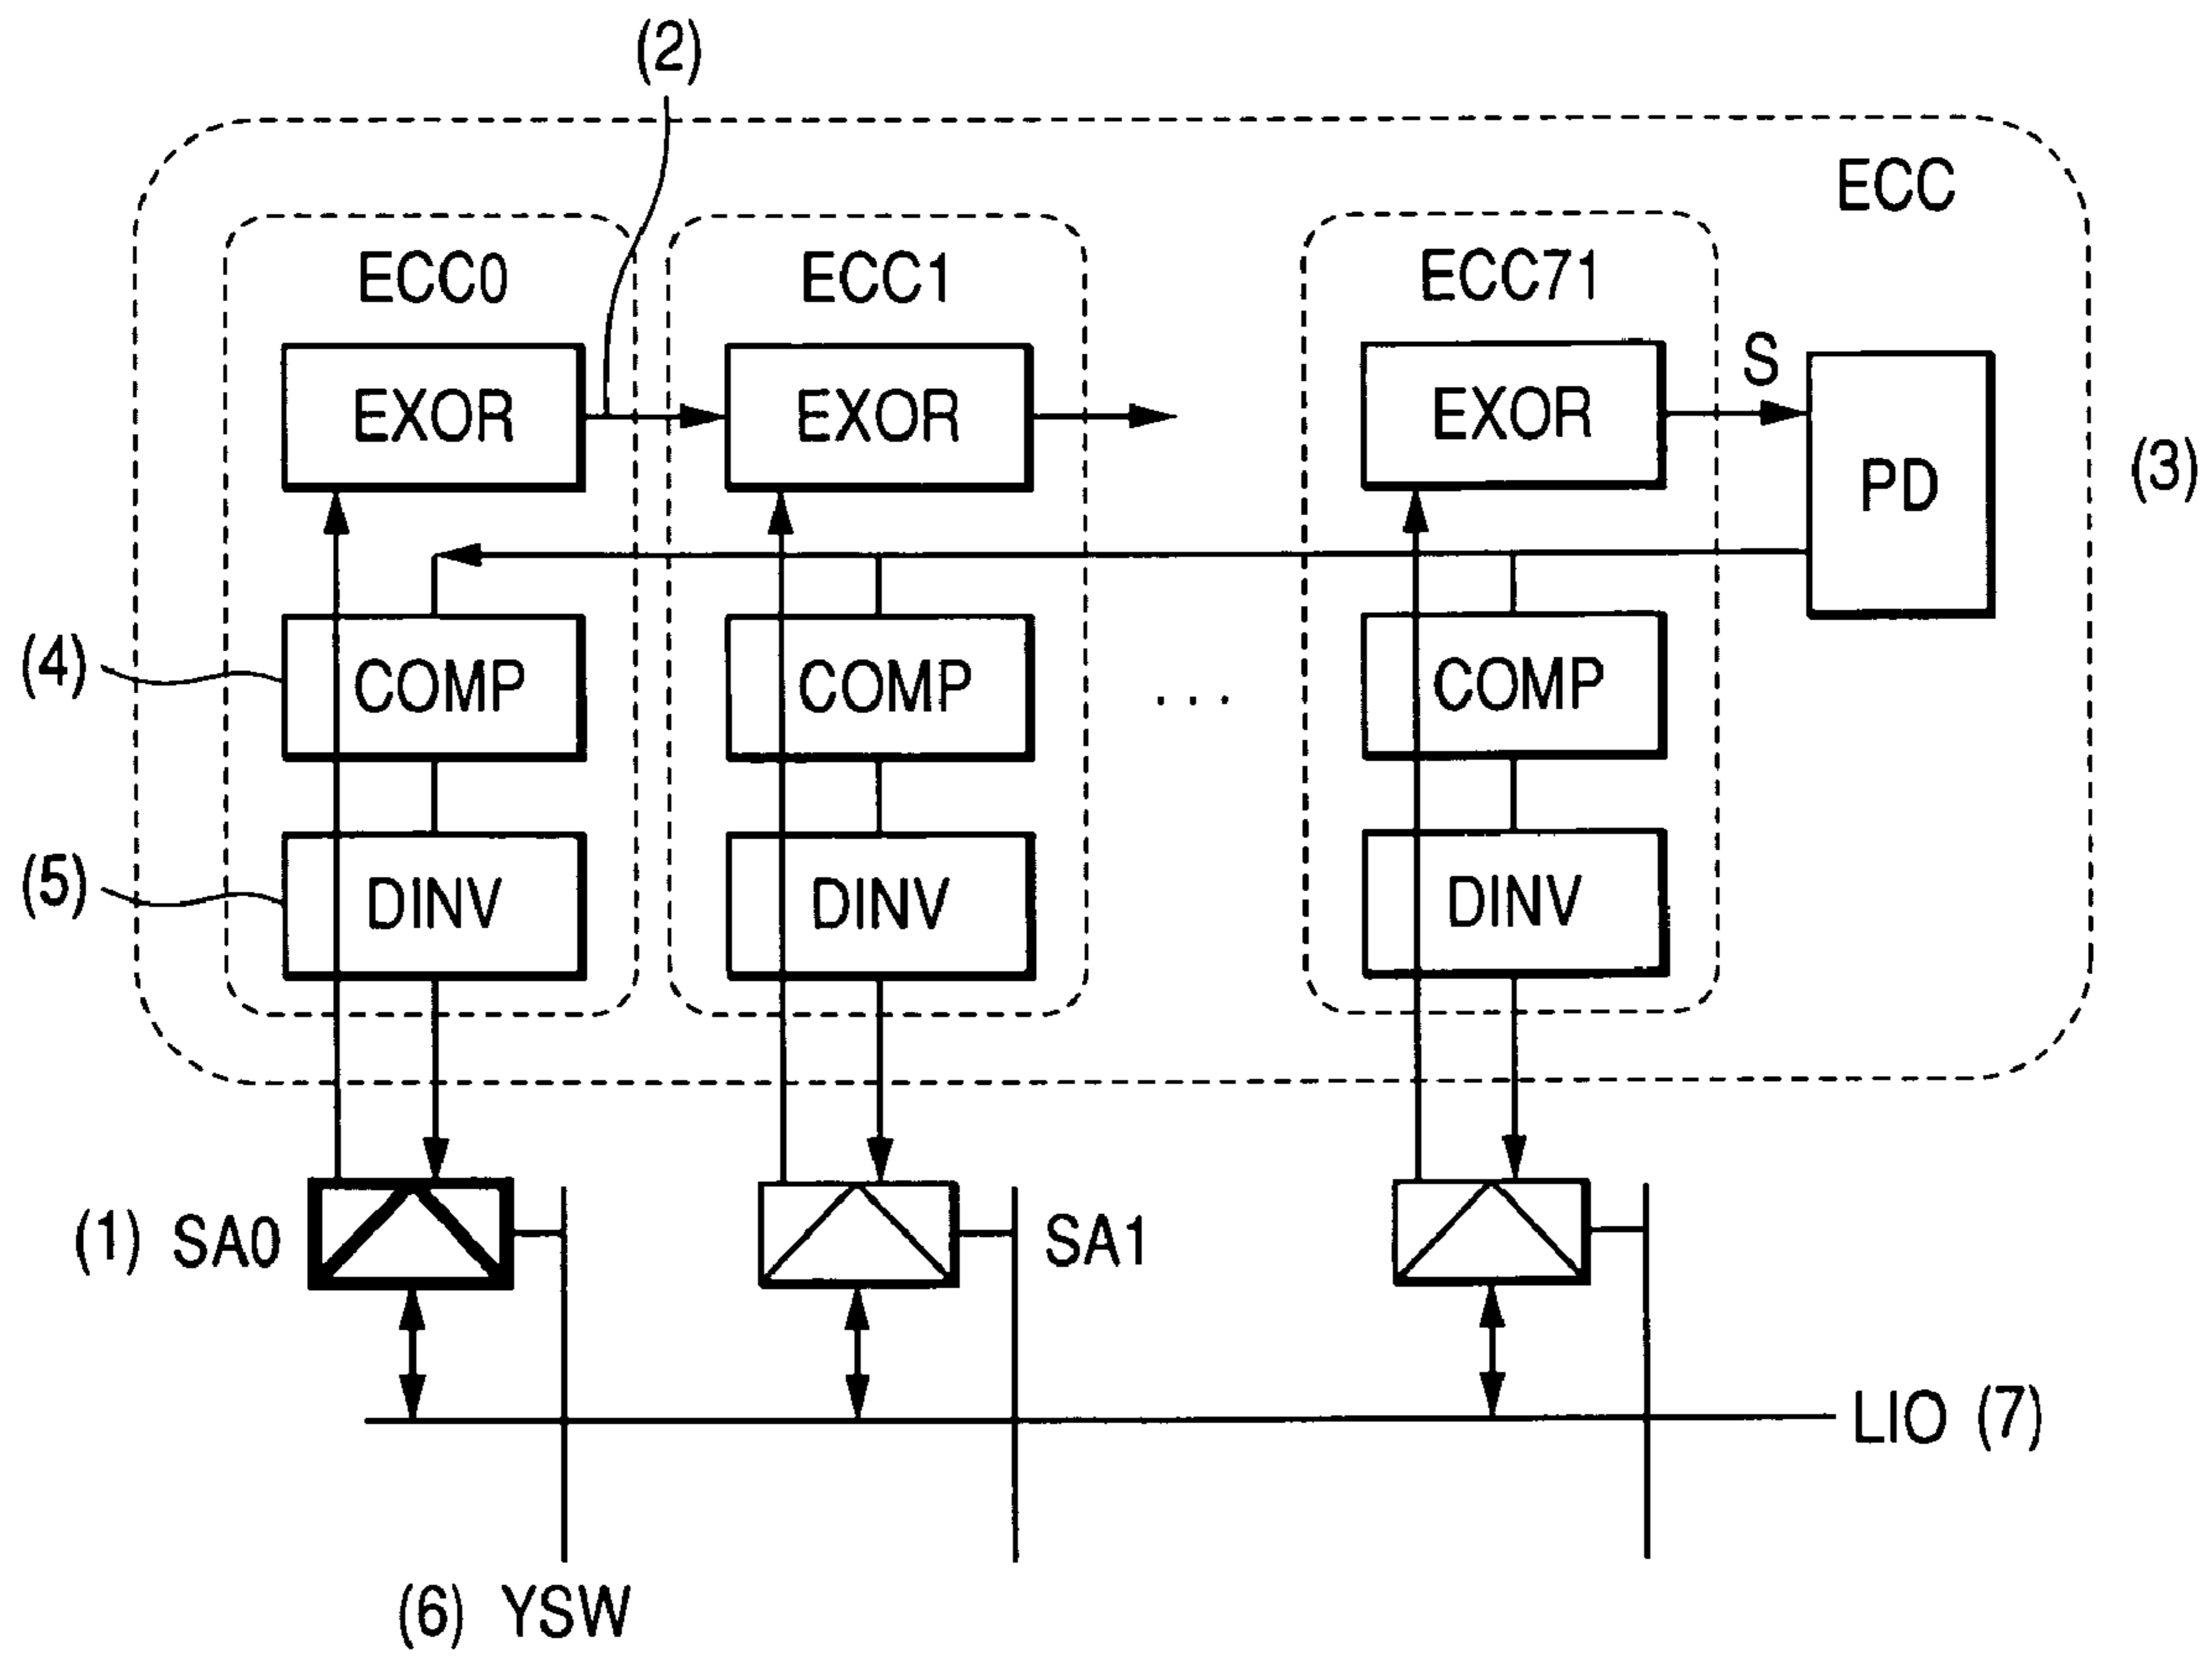 (2)
ECC
ECC0 ECC1 ECC71
EXOR EXOR EXOR S PD (3)
(4) COMP COMP . . . COMP
(5) DINV DINV DINV
(1) SA0 SA1
LIO (7)
(6) YSW